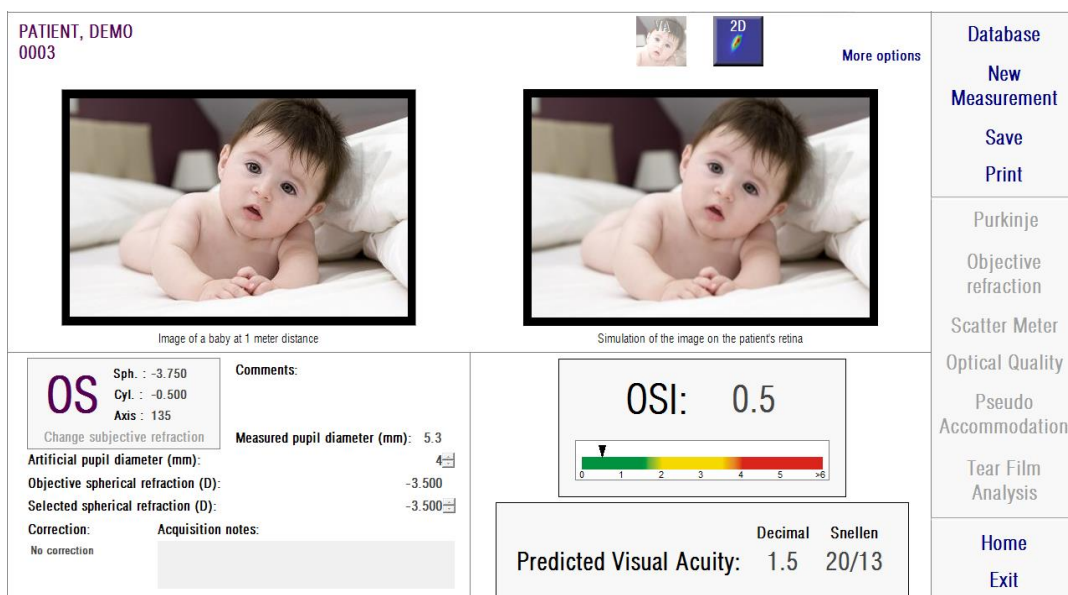 PATIENT, DEMO
0003
2D
More options
Image of a baby at 1 meter distance
Simulation of the image on the patient's retina
OS
Sph. : -3.750
Cyl. : -0.500
Axis : 135
Change subjective refraction
Comments:
Measured pupil diameter (mm): 5.3
Artificial pupil diameter (mm): 4
Objective spherical refraction (D): -3.500
Selected spherical refraction (D): -3.500
Correction:
No correction
Acquisition notes:
OSI: 0.5
0 1 2 3 4 5 >6
Decimal Snellen
Predicted Visual Acuity: 1.5 20/13
Database
New
Measurement
Save
Print
Purkinje
Objective
refraction
Scatter Meter
Optical Quality
Pseudo
Accommodation
Tear Film
Analysis
Home
Exit